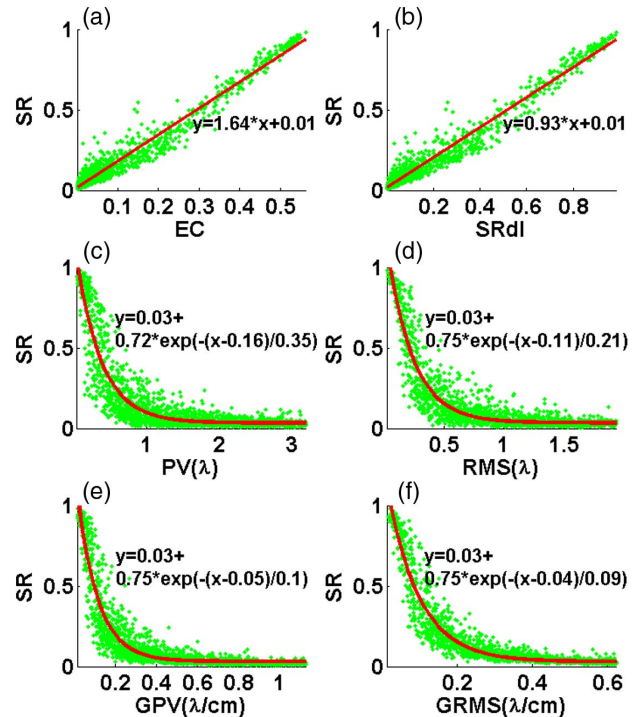 (a)
1
0.5
0
SR
y=1.64*x+0.01
0.1 0.2 0.3 0.4 0.5
EC
(b)
1
0.5
0
SR
y=0.93*x+0.01
0.2 0.4 0.6 0.8
SRdl
(c)
1
0.5
0
SR
y=0.03+
0.72*exp(-(x-0.16)/0.35)
1 2 3
PV(λ)
(d)
1
0.5
0
SR
y=0.03+
0.75*exp(-(x-0.11)/0.21)
0.5 1 1.5
RMS(λ)
(e)
1
0.5
0
SR
y=0.03+
0.75*exp(-(x-0.05)/0.1)
0.2 0.4 0.6 0.8 1
GPV(λ/cm)
(f)
1
0.5
0
SR
y=0.03+
0.75*exp(-(x-0.04)/0.09)
0.2 0.4 0.6
GRMS(λ/cm)